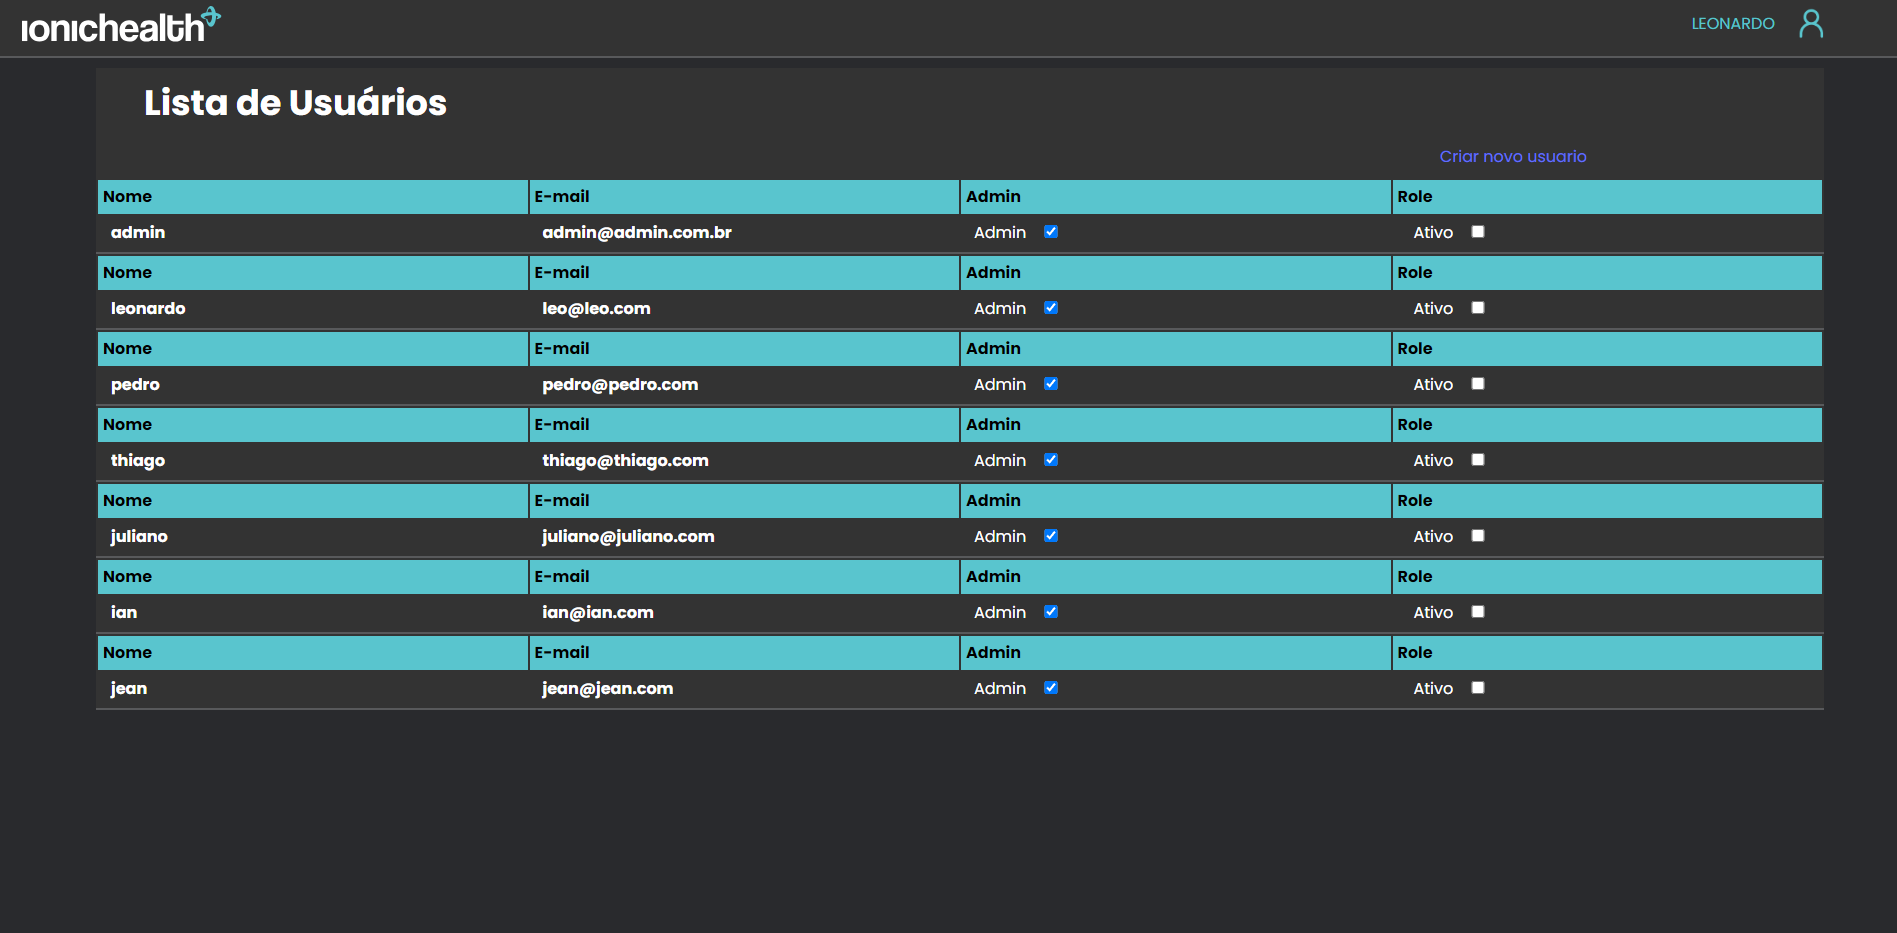 ionichealth
LEONARDO
Lista de Usuários
Criar novo usuario
Nome E-mail Admin Role
admin admin@admin.com.br Admin Ativo
Nome E-mail Admin Role
leonardo leo@leo.com Admin Ativo
Nome E-mail Admin Role
pedro pedro@pedro.com Admin Ativo
Nome E-mail Admin Role
thiago thiago@thiago.com Admin Ativo
Nome E-mail Admin Role
juliano juliano@juliano.com Admin Ativo
Nome E-mail Admin Role
ian ian@ian.com Admin Ativo
Nome E-mail Admin Role
jean jean@jean.com Admin Ativo